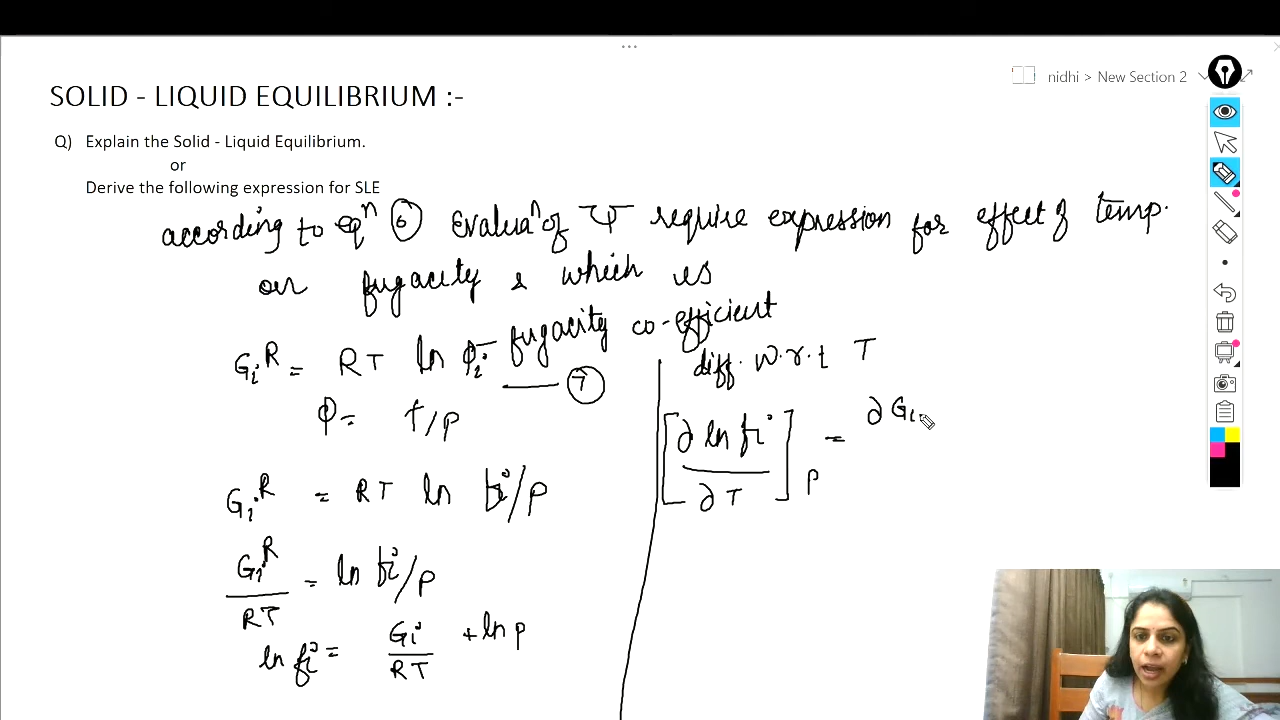 nidhi > New Section 2
SOLID - LIQUID EQUILIBRIUM :-
Q) Explain the Solid - Liquid Equilibrium.
or
Derive the following expression for SLE
according to eqⁿ ⑥ Evaluaⁿ of Ψ require expression for effect of temp.
on fugacity & which is
Gᵢᴿ = RT ln φᵢ - fugacity co-efficient
⑦
φ = f/P
Gᵢᴿ = RT ln fᵢ°/P
Gᵢᴿ/RT = ln fᵢ°/P
ln fᵢ° = Gᵢ°/RT + ln P
diff. w.r.t T
[∂ ln fᵢ°/∂T]P = ∂Gᵢ